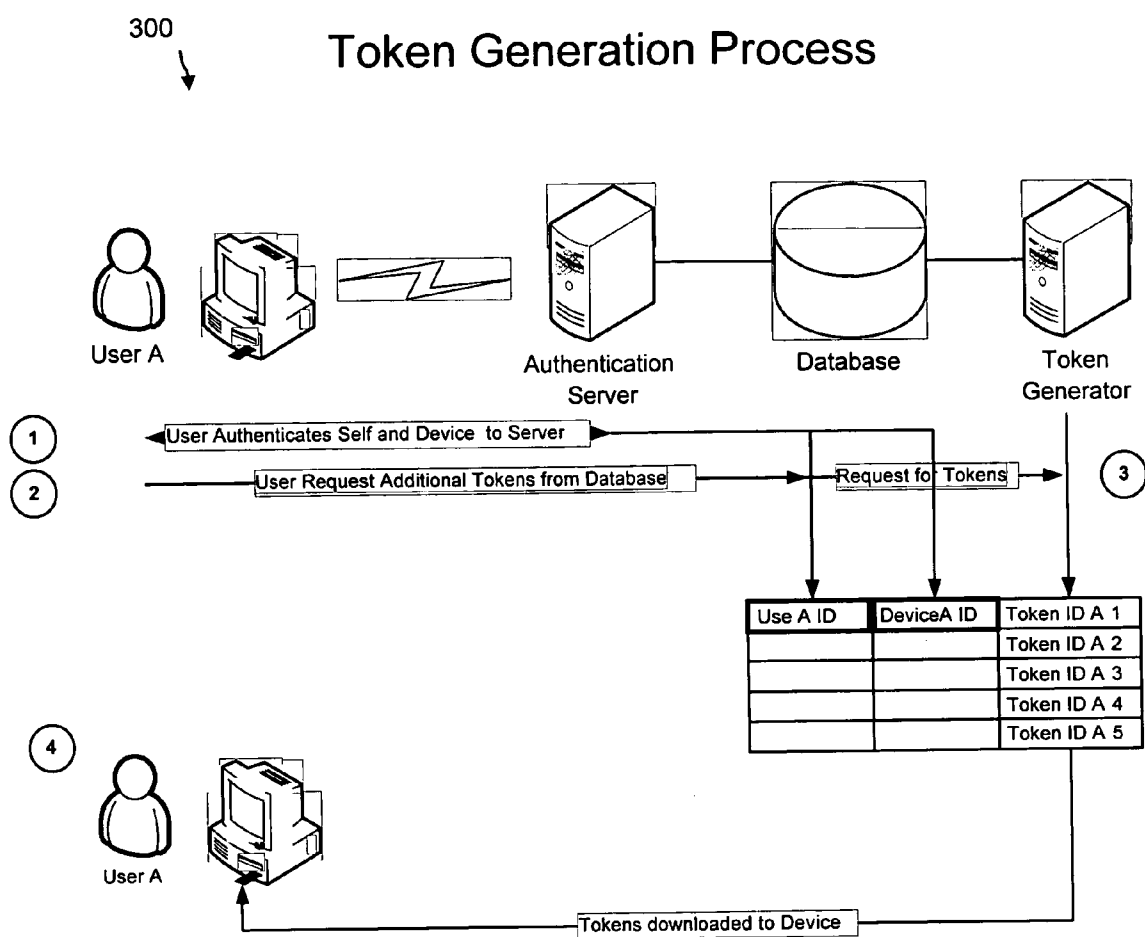 300
Token Generation Process
User A
Authentication
Server
Database
Token
Generator
1
User Authenticates Self and Device to Server
2
User Request Additional Tokens from Database
Request for Tokens
3
Use A ID
DeviceA ID
Token ID A 1
Token ID A 2
Token ID A 3
Token ID A 4
Token ID A 5
4
User A
Tokens downloaded to Device